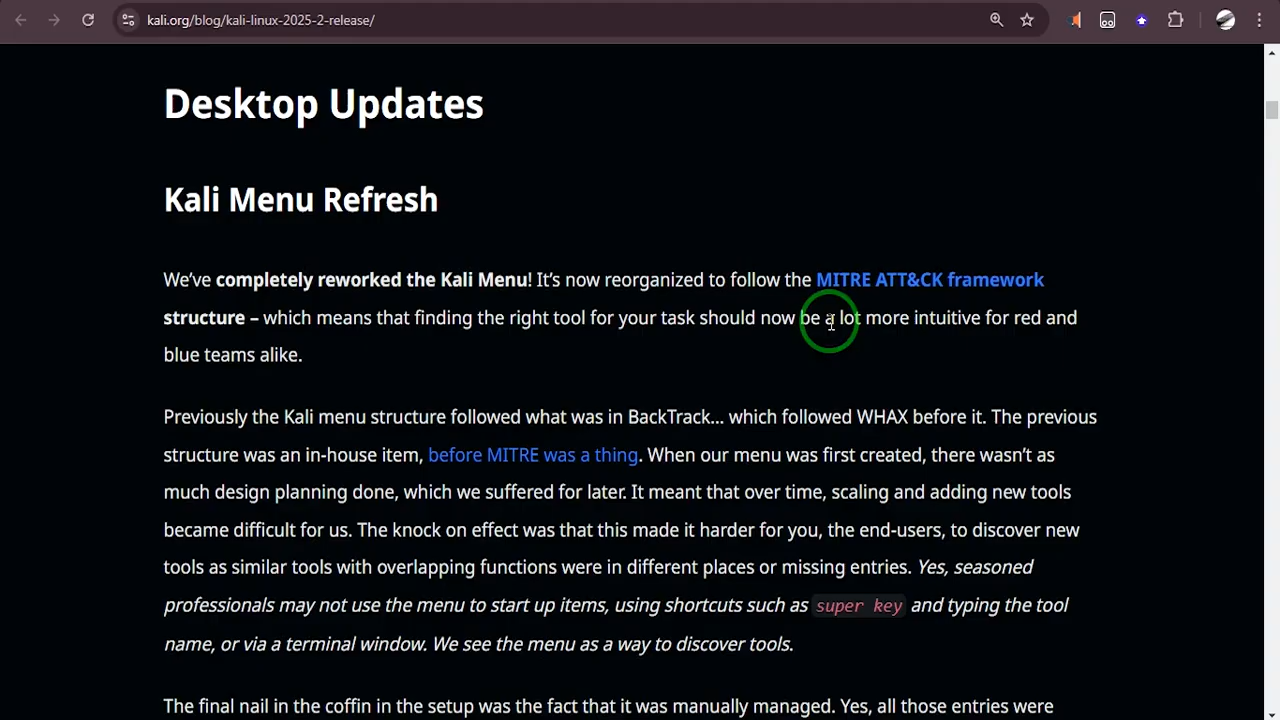 kali.org/blog/kali-linux-2025-2-release/
Desktop Updates
Kali Menu Refresh
We’ve completely reworked the Kali Menu! It’s now reorganized to follow the MITRE ATT&CK framework
structure – which means that finding the right tool for your task should now be a lot more intuitive for red and
blue teams alike.
Previously the Kali menu structure followed what was in BackTrack… which followed WHAX before it. The previous
structure was an in-house item, before MITRE was a thing. When our menu was first created, there wasn’t as
much design planning done, which we suffered for later. It meant that over time, scaling and adding new tools
became difficult for us. The knock on effect was that this made it harder for you, the end-users, to discover new
tools as similar tools with overlapping functions were in different places or missing entries. Yes, seasoned
professionals may not use the menu to start up items, using shortcuts such as super key and typing the tool
name, or via a terminal window. We see the menu as a way to discover tools.
The final nail in the coffin in the setup was the fact that it was manually managed. Yes, all those entries were